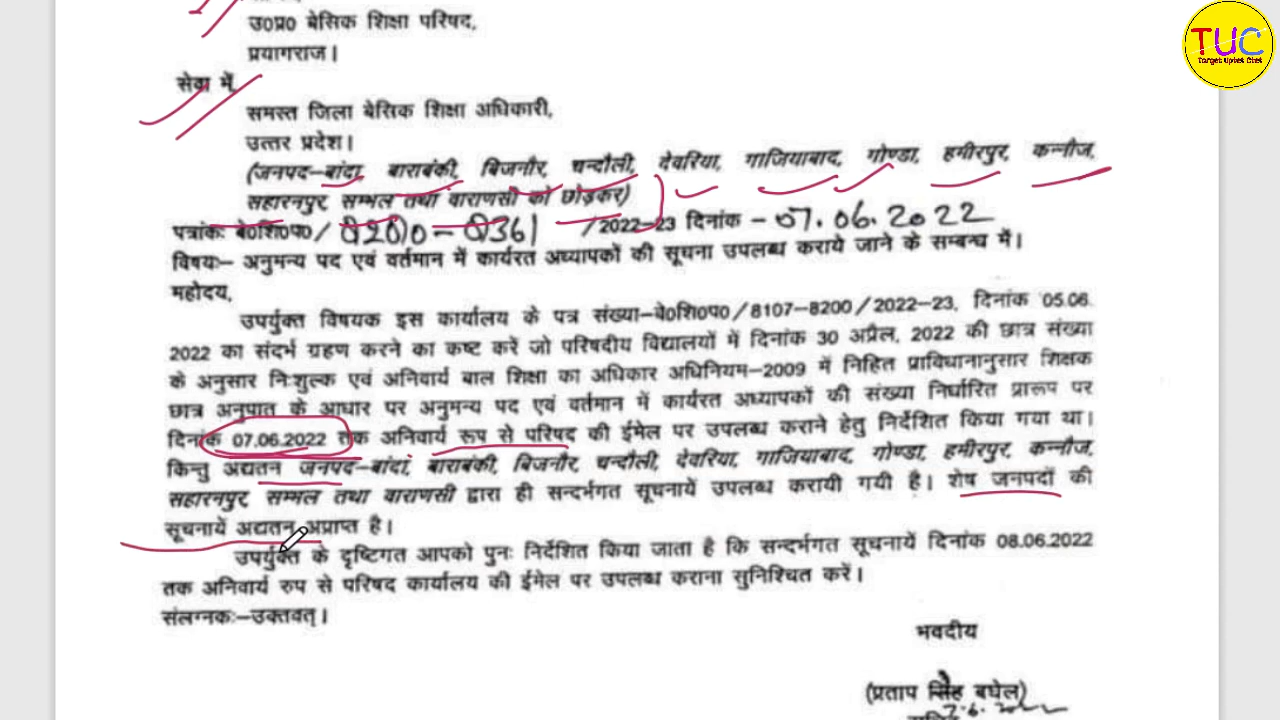 उ0प्र0 बेसिक शिक्षा परिषद,
प्रयागराज।
सेवा में,
समस्त जिला बेसिक शिक्षा अधिकारी,
उत्तर प्रदेश।
(जनपद-बांदा, बाराबंकी, बिजनौर, चन्दौली, देवरिया, गाजियाबाद, गोण्डा, हमीरपुर, कन्नौज,
सहारनपुर, सम्भल तथा वाराणसी को छोड़कर)
पत्रांकः बे0शि0प0/ /2022-23 दिनांक - 07.06.2022
विषयः- अनुमन्य पद एवं वर्तमान में कार्यरत अध्यापकों की सूचना उपलब्ध कराये जाने के सम्बन्ध में।
महोदय,
उपर्युक्त विषयक इस कार्यालय के पत्र संख्या-बे0शि0प0/8107-8200/2022-23, दिनांक 05.06.
2022 का संदर्भ ग्रहण करने का कष्ट करें जो परिषदीय विद्यालयों में दिनांक 30 अप्रैल, 2022 की छात्र संख्या
के अनुसार निःशुल्क एवं अनिवार्य बाल शिक्षा का अधिकार अधिनियम-2009 में निहित प्राविधानानुसार शिक्षक
छात्र अनुपात के आधार पर अनुमन्य पद एवं वर्तमान में कार्यरत अध्यापकों की संख्या निर्धारित प्रारूप पर
दिनांक 07.06.2022 तक अनिवार्य रूप से परिषद की ईमेल पर उपलब्ध कराने हेतु निर्देशित किया गया था।
किन्तु अद्यतन जनपद-बांदा, बाराबंकी, बिजनौर, चन्दौली, देवरिया, गाजियाबाद, गोण्डा, हमीरपुर, कन्नौज,
सहारनपुर, सम्भल तथा वाराणसी द्वारा ही सन्दर्भगत सूचनायें उपलब्ध करायी गयी है। शेष जनपदों की
सूचनायें अद्यतन अप्राप्त है।
उपर्युक्त के दृष्टिगत आपको पुनः निर्देशित किया जाता है कि सन्दर्भगत सूचनायें दिनांक 08.06.2022
तक अनिवार्य रुप से परिषद कार्यालय की ईमेल पर उपलब्ध कराना सुनिश्चित करें।
संलग्नकः-उक्तवत्।
भवदीय
(प्रताप सिंह बघेल)
TUC